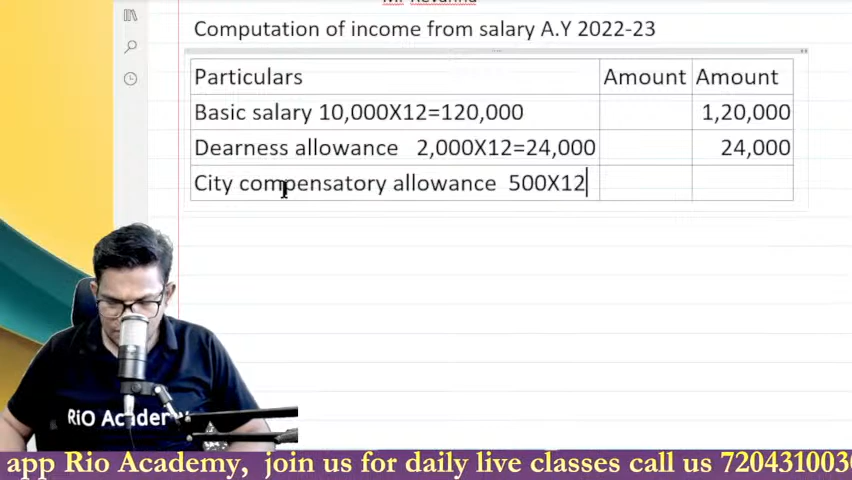 Computation of income from salary A.Y 2022-23
Particulars Amount Amount
Basic salary 10,000X12=120,000 1,20,000
Dearness allowance 2,000X12=24,000 24,000
City compensatory allowance 500X12
RiO
app Rio Academy, join us for daily live classes call us 720431003